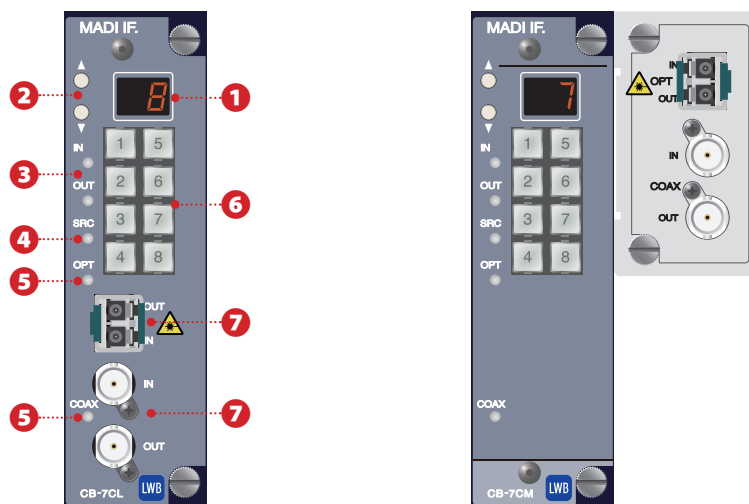 MADI IF.
2
8
1
1
5
IN
3
2
6
OUT
6
SRC
3
7
4
OPT
4
8
5
OUT
7
IN
IN
COAX
5
7
OUT
CB-7CL
LWB
MADI IF.
7
IN
1
5
OUT
2
6
SRC
3
7
OPT
4
8
COAX
CB-7CM
LWB
IN
OPT
OUT
IN
COAX
OUT